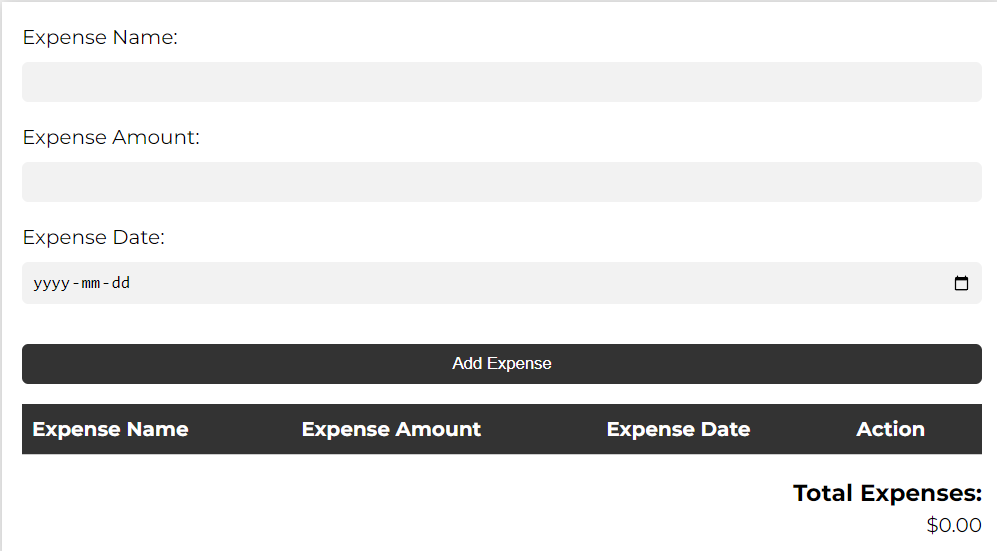 Expense Name:
Expense Amount:
Expense Date:
yyyy-mm-dd
Add Expense
Expense Name Expense Amount Expense Date Action
Total Expenses:
$0.00